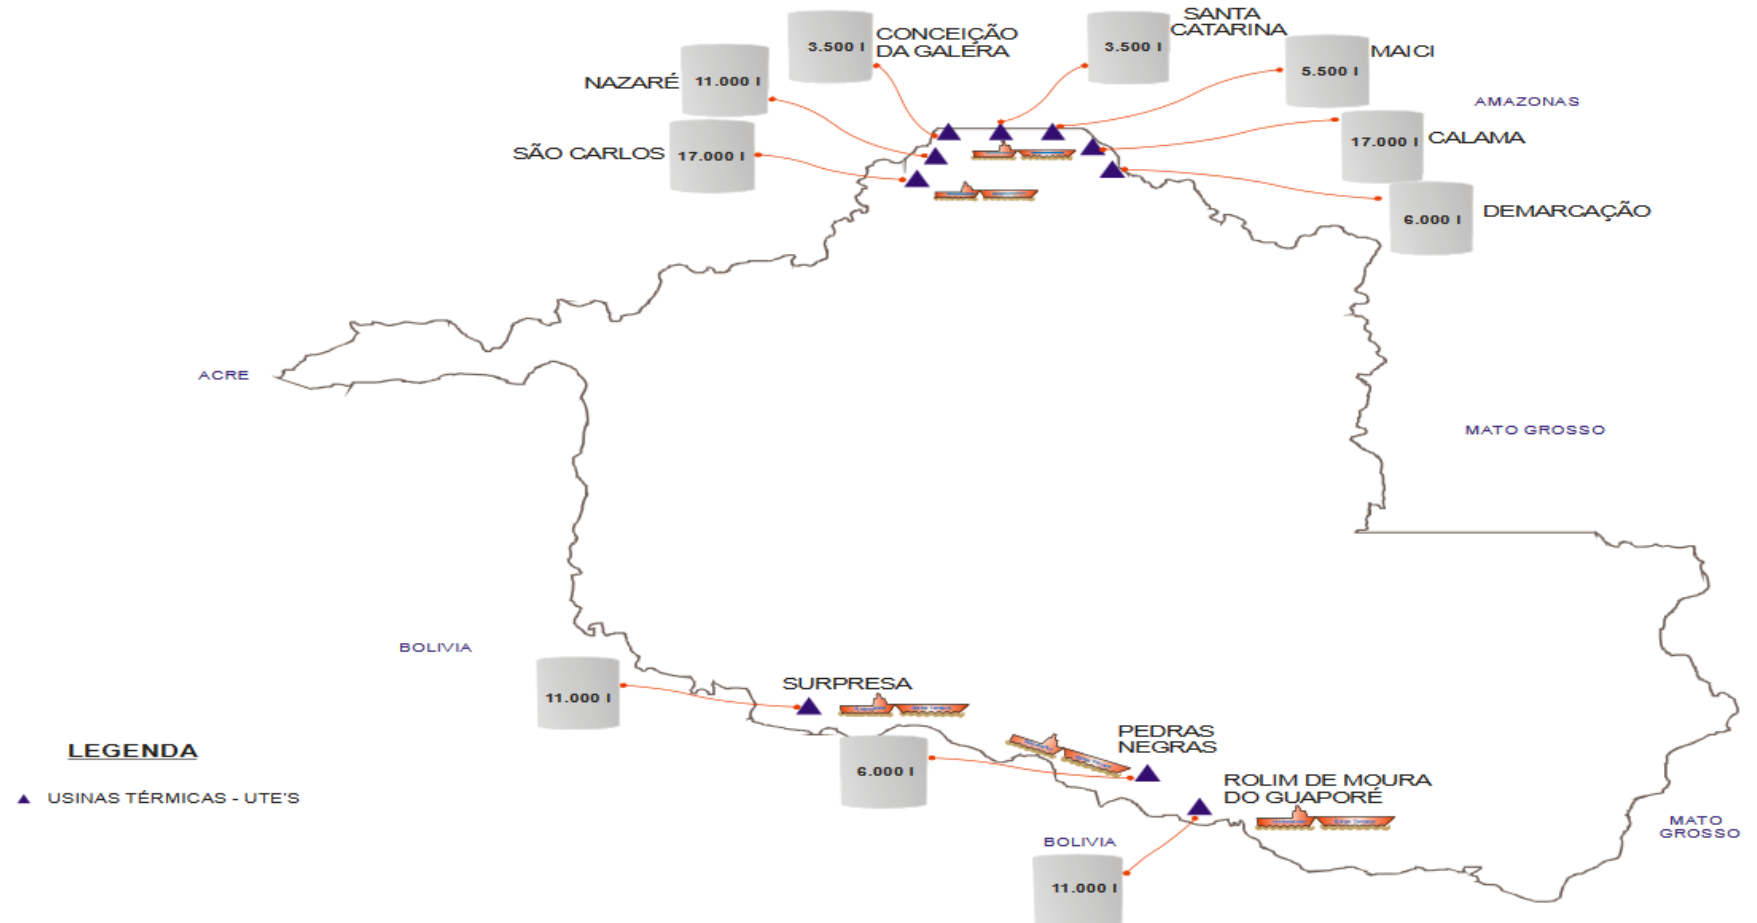 SANTA
CATARINA
3.500 l
CONCEIÇÃO
DA GALERA
3.500 l
MAICI
5.500 l
NAZARÉ
11.000 l
AMAZONAS
SÃO CARLOS
17.000 l
17.000 l
CALAMA
6.000 l
DEMARCAÇÃO
ACRE
MATO GROSSO
BOLIVIA
11.000 l
SURPRESA
PEDRAS
NEGRAS
6.000 l
ROLIM DE MOURA
DO GUAPORÉ
LEGENDA
USINAS TÉRMICAS - UTE'S
BOLIVIA
11.000 l
MATO
GROSSO